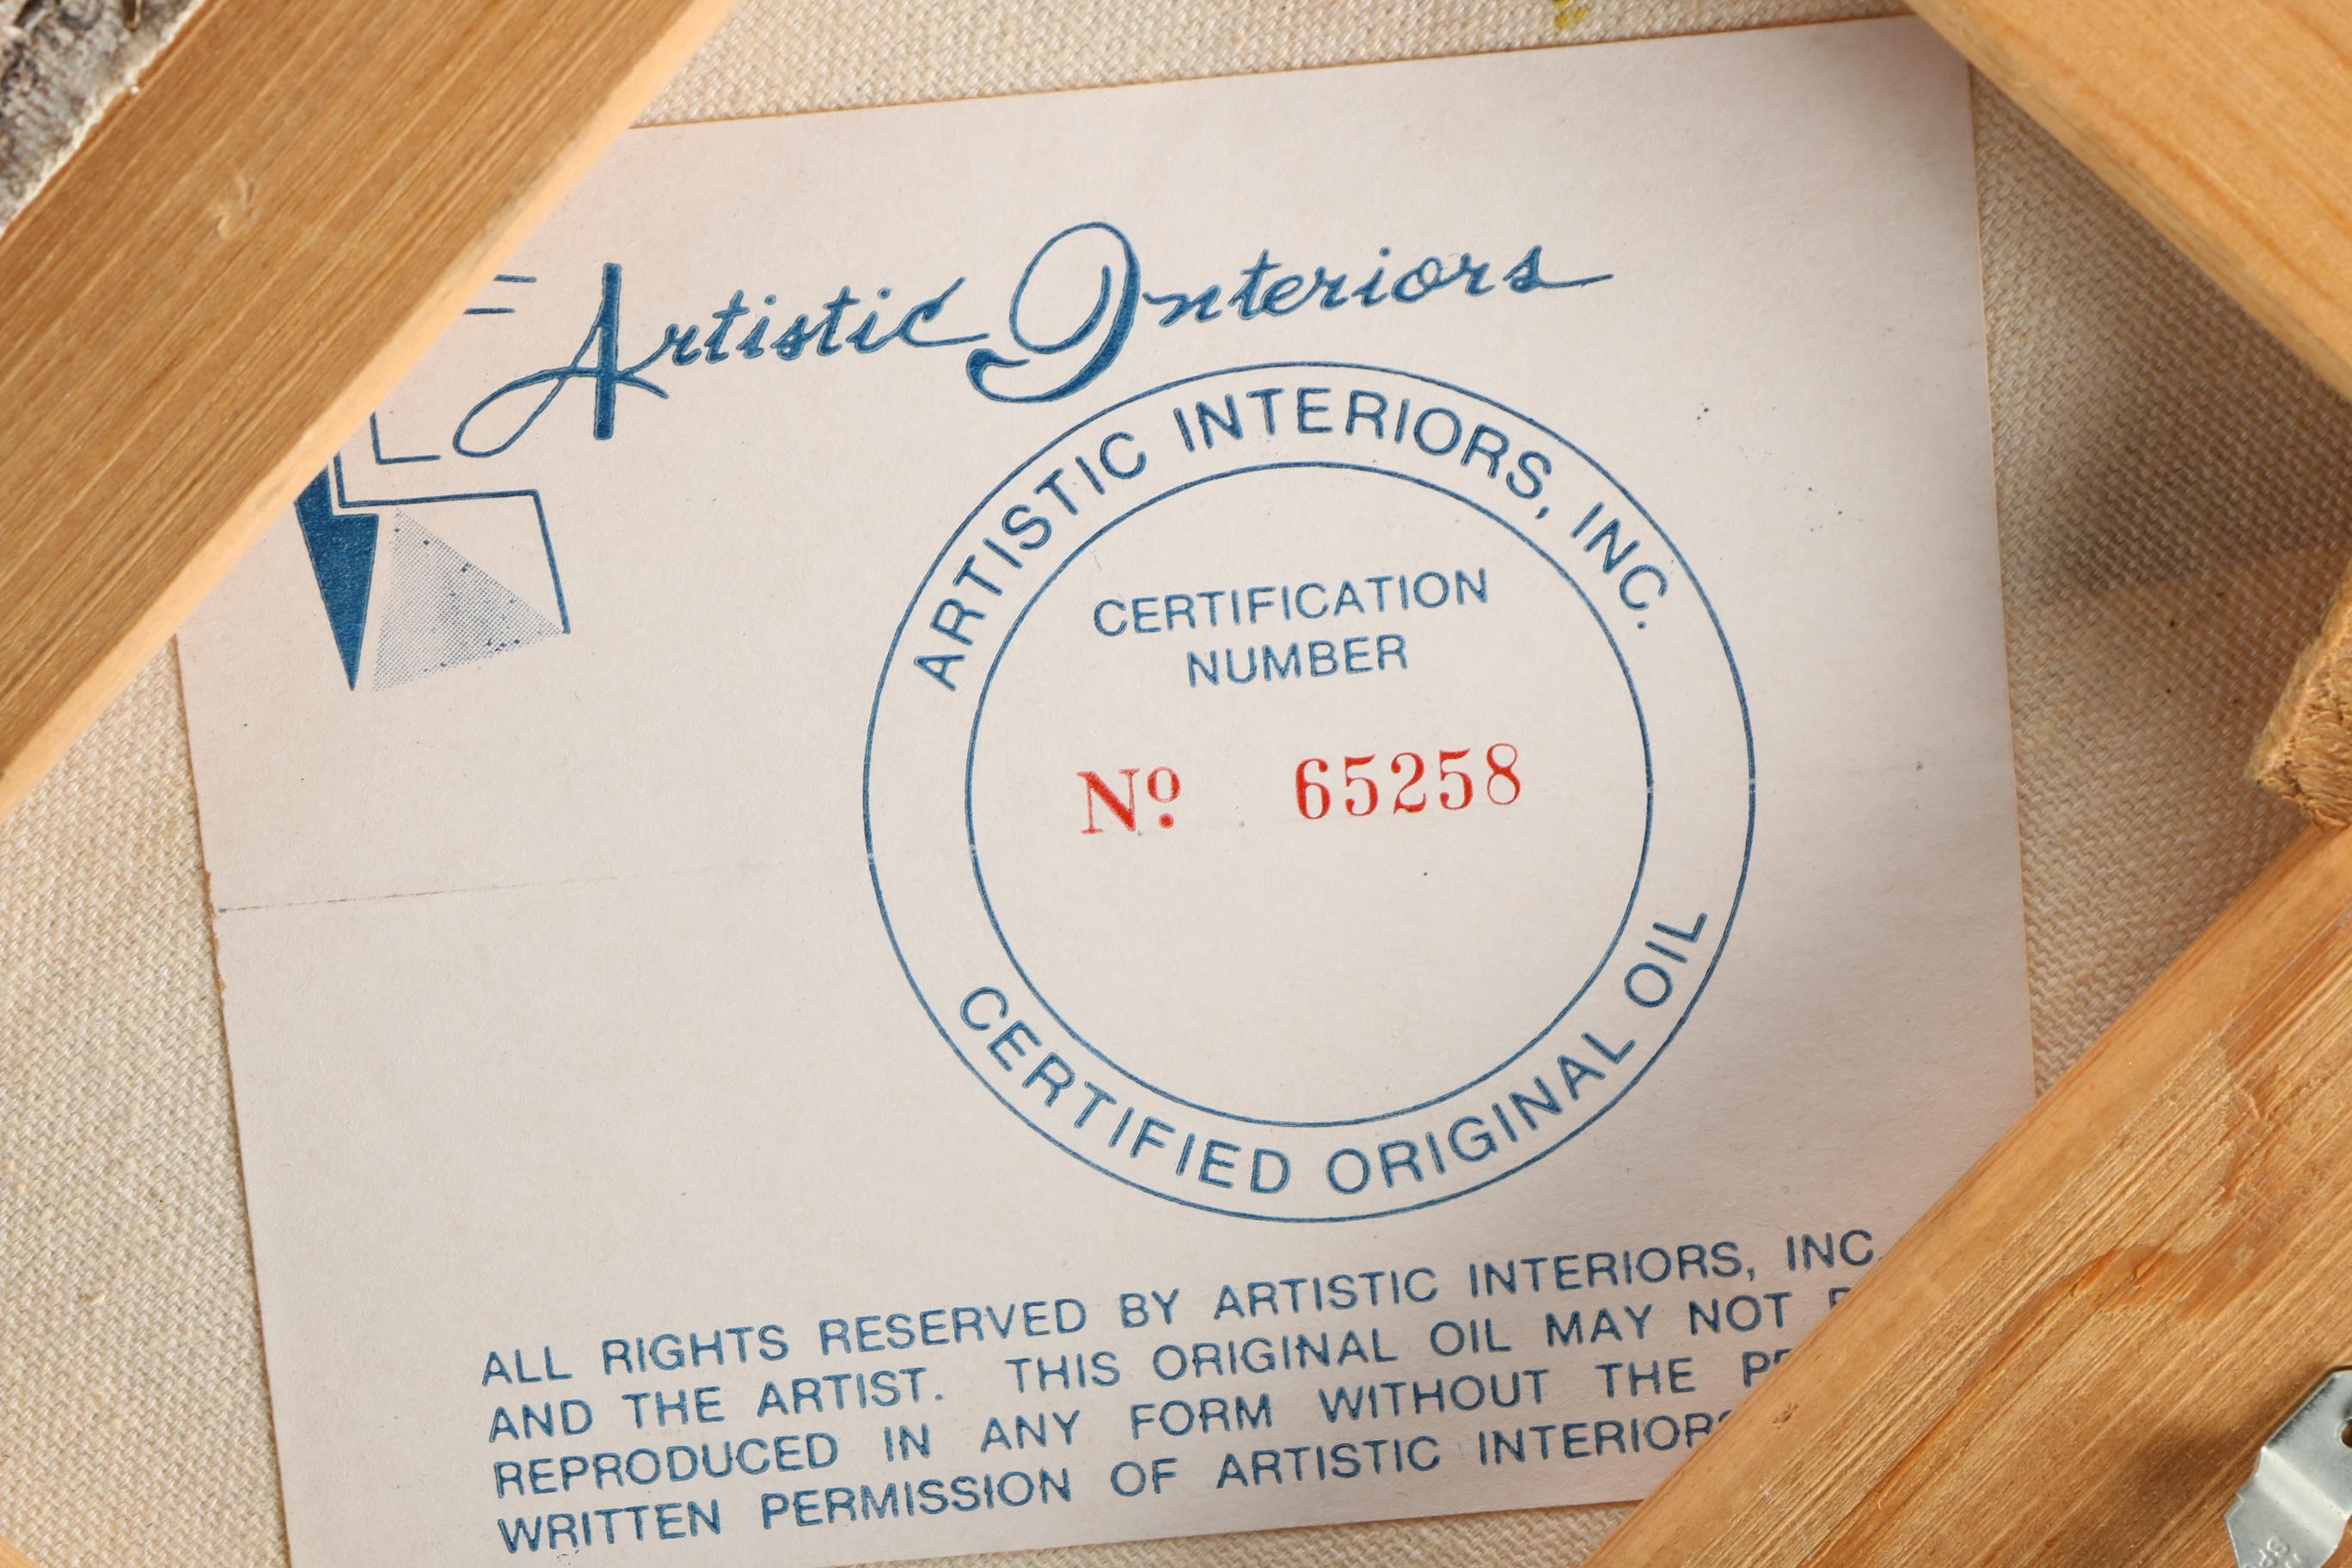 Artistic Interiors
ARTISTIC INTERIORS, INC.
CERTIFICATION
NUMBER
Nº 65258
CERTIFIED ORIGINAL OIL
ALL RIGHTS RESERVED BY ARTISTIC INTERIORS, INC.
AND THE ARTIST. THIS ORIGINAL OIL MAY NOT
REPRODUCED IN ANY FORM WITHOUT THE
WRITTEN PERMISSION OF ARTISTIC INTERIORS